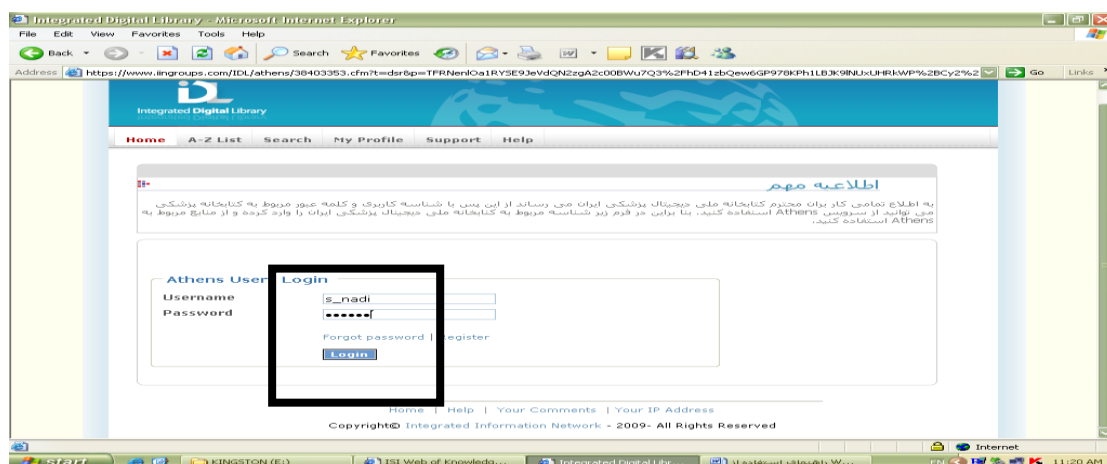 Integrated Digital Library - Microsoft Internet Explorer
File Edit View Favorites Tools Help
Back Search Favorites
Address https://www.iingroups.com/IDL/athens/38403353.cfm?t=dsr&p= Go Links
IDL
Integrated Digital Library
Home A-Z List Search My Profile Support Help
اطلاعیه مهم
به اطلاع تمامی کار بران محترم کتابخانه ملی دیجیتال پزشکی ایران می رساند از این پس با شناسه کاربری و کلمه عبور مربوط به کتابخانه پزشکی
می توانید از سرویس Athens استفاده کنید. بنا براین در فرم زیر شناسه مربوط به کتابخانه ملی دیجیتال پزشکی ایران را وارد کرده و از منابع مربوط به
Athens استفاده کنید.
Athens User Login
Username s_nadi
Password ••••••
Forgot password | Register
Login
Home | Help | Your Comments | Your IP Address
Copyright© Integrated Information Network - 2009- All Rights Reserved
Internet
Start KINGSTON (E:) ISI Web of Knowledg... Integrated Digital Libr... W... EN 11:20 AM